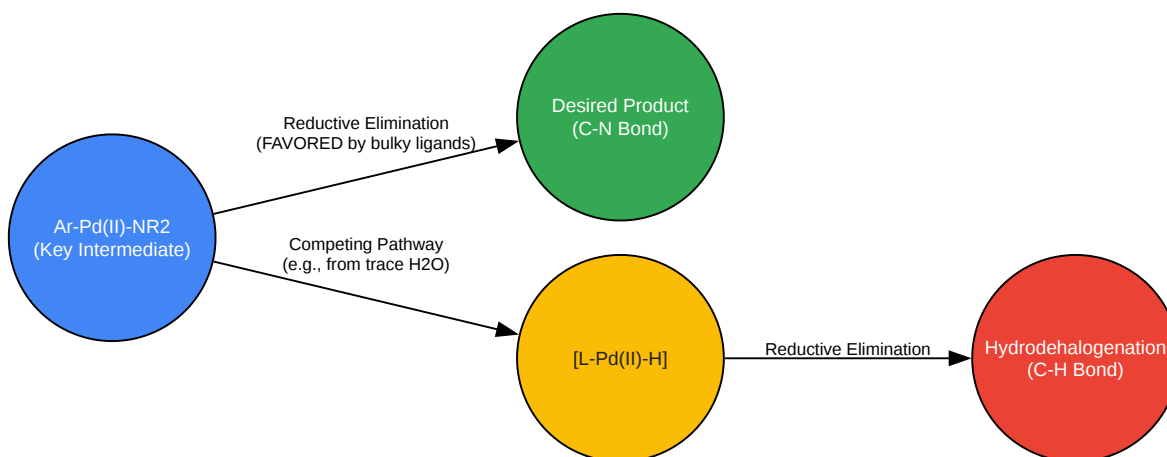 Desired Product
(C-N Bond)
Reductive Elimination
(FAVORED by bulky ligands)
Ar-Pd(II)-NR2
(Key Intermediate)
Competing Pathway
(e.g., from trace H2O)
[L-Pd(II)-H]
Reductive Elimination
Hydrodehalogenation
(C-H Bond)